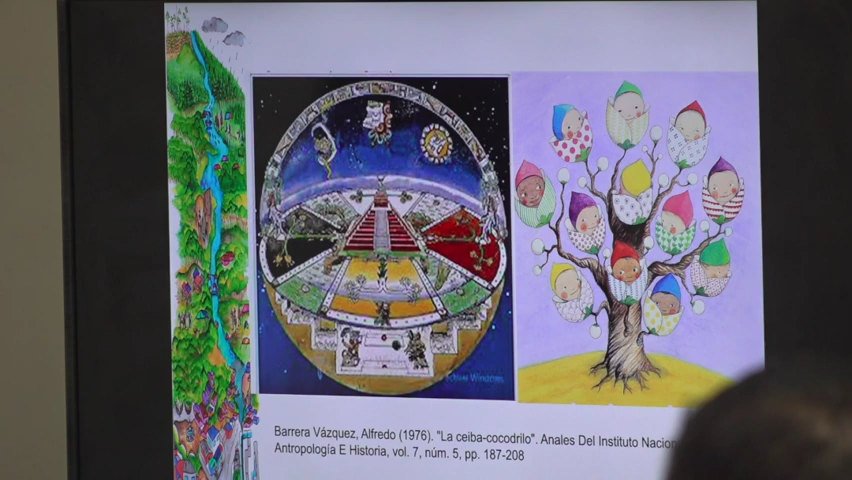 Barrera Vázquez, Alfredo (1976). "La ceiba-cocodrilo". Anales Del Instituto Nacion
Antropología E Historia, vol. 7, núm. 5, pp. 187-208